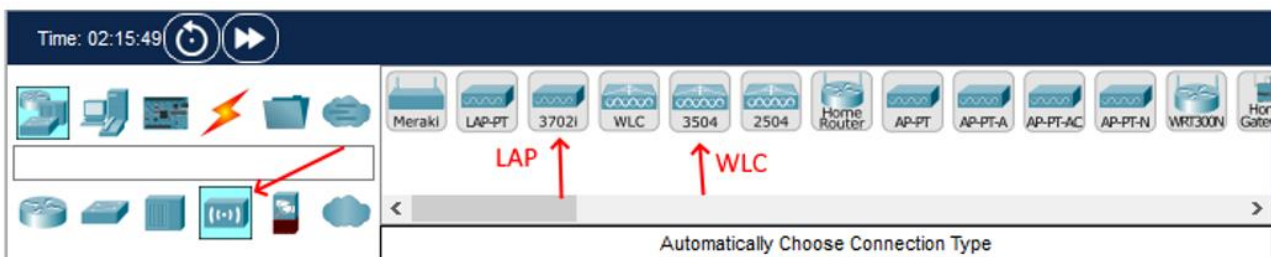 Time: 02:15:49
Meraki LAP-PT 3702i WLC 3504 2504 Home Router AP-PT AP-PT-A AP-PT-AC AP-PT-N WRT300N
LAP WLC
< >
Automatically Choose Connection Type